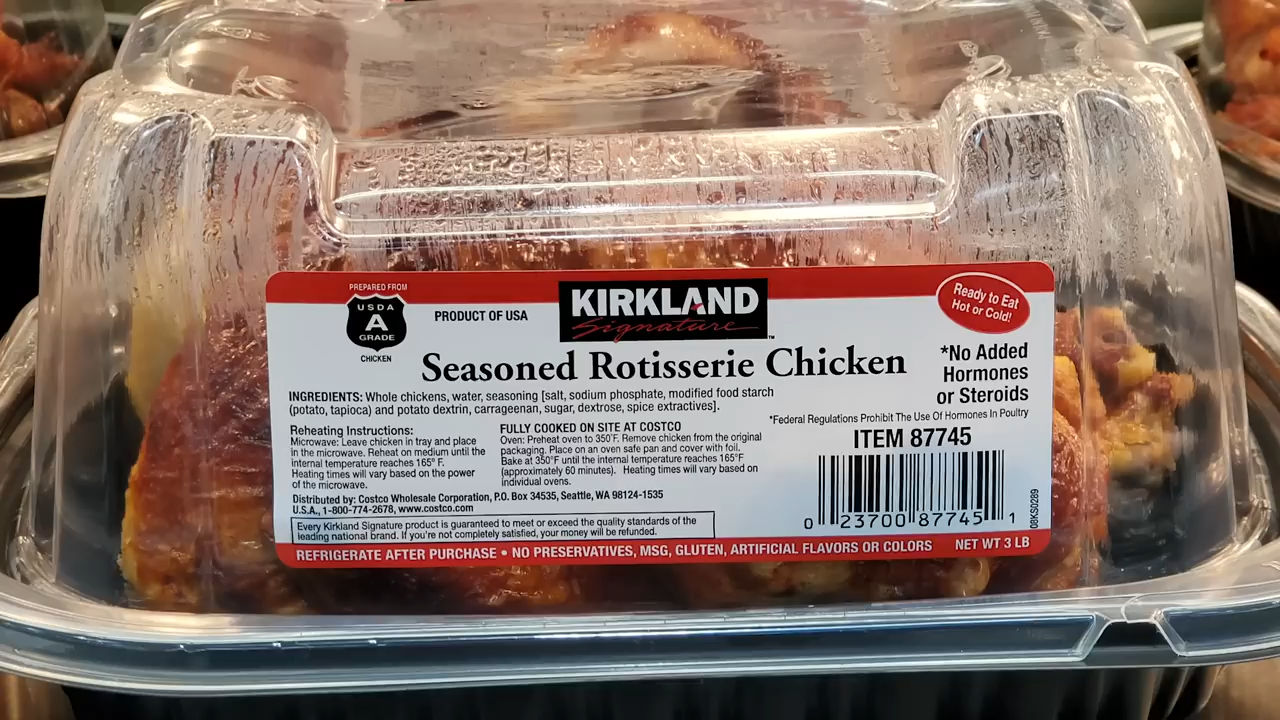 PREPARED FROM
USDA
A
GRADE
CHICKEN
PRODUCT OF USA
KIRKLAND
Signature™
Ready to Eat
Hot or Cold!
Seasoned Rotisserie Chicken
*No Added
Hormones
or Steroids
*Federal Regulations Prohibit The Use Of Hormones In Poultry
INGREDIENTS: Whole chickens, water, seasoning [salt, sodium phosphate, modified food starch
(potato, tapioca) and potato dextrin, carrageenan, sugar, dextrose, spice extractives].
Reheating Instructions:
Microwave: Leave chicken in tray and place
in the microwave. Reheat on medium until the
internal temperature reaches 165° F.
Heating times will vary based on the power
of the microwave.
FULLY COOKED ON SITE AT COSTCO
Oven: Preheat oven to 350°F. Remove chicken from the original
packaging. Place on an oven safe pan and cover with foil.
Bake at 350°F until the internal temperature reaches 165°F
(approximately 60 minutes). Heating times will vary based on
individual ovens.
ITEM 87745
0 23700 87745 1
08KS0289
Distributed by: Costco Wholesale Corporation, P.O. Box 34535, Seattle, WA 98124-1535
U.S.A., 1-800-774-2678, www.costco.com
Every Kirkland Signature product is guaranteed to meet or exceed the quality standards of the
leading national brand. If you're not completely satisfied, your money will be refunded.
REFRIGERATE AFTER PURCHASE • NO PRESERVATIVES, MSG, GLUTEN, ARTIFICIAL FLAVORS OR COLORS NET WT 3 LB